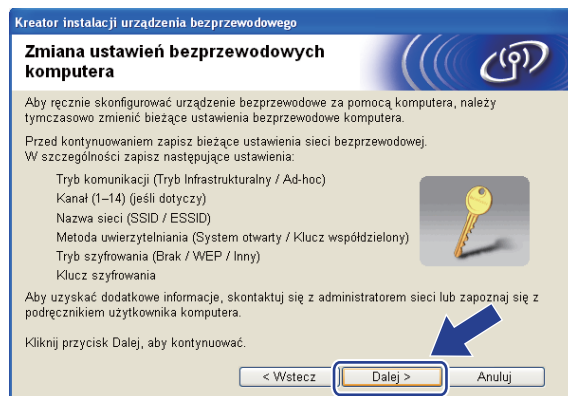 Kreator instalacji urządzenia bezprzewodowego
Zmiana ustawień bezprzewodowych
komputera
Aby ręcznie skonfigurować urządzenie bezprzewodowe za pomocą komputera, należy
tymczasowo zmienić bieżące ustawienia bezprzewodowe komputera.
Przed kontynuowaniem zapisz bieżące ustawienia sieci bezprzewodowej.
W szczególności zapisz następujące ustawienia:
Tryb komunikacji (Tryb Infrastrukturalny / Ad-hoc)
Kanał (1–14) (jeśli dotyczy)
Nazwa sieci (SSID / ESSID)
Metoda uwierzytelniania (System otwarty / Klucz współdzielony)
Tryb szyfrowania (Brak / WEP / Inny)
Klucz szyfrowania
Aby uzyskać dodatkowe informacje, skontaktuj się z administratorem sieci lub zapoznaj się z
podręcznikiem użytkownika komputera.
Kliknij przycisk Dalej, aby kontynuować.
< Wstecz Dalej > Anuluj